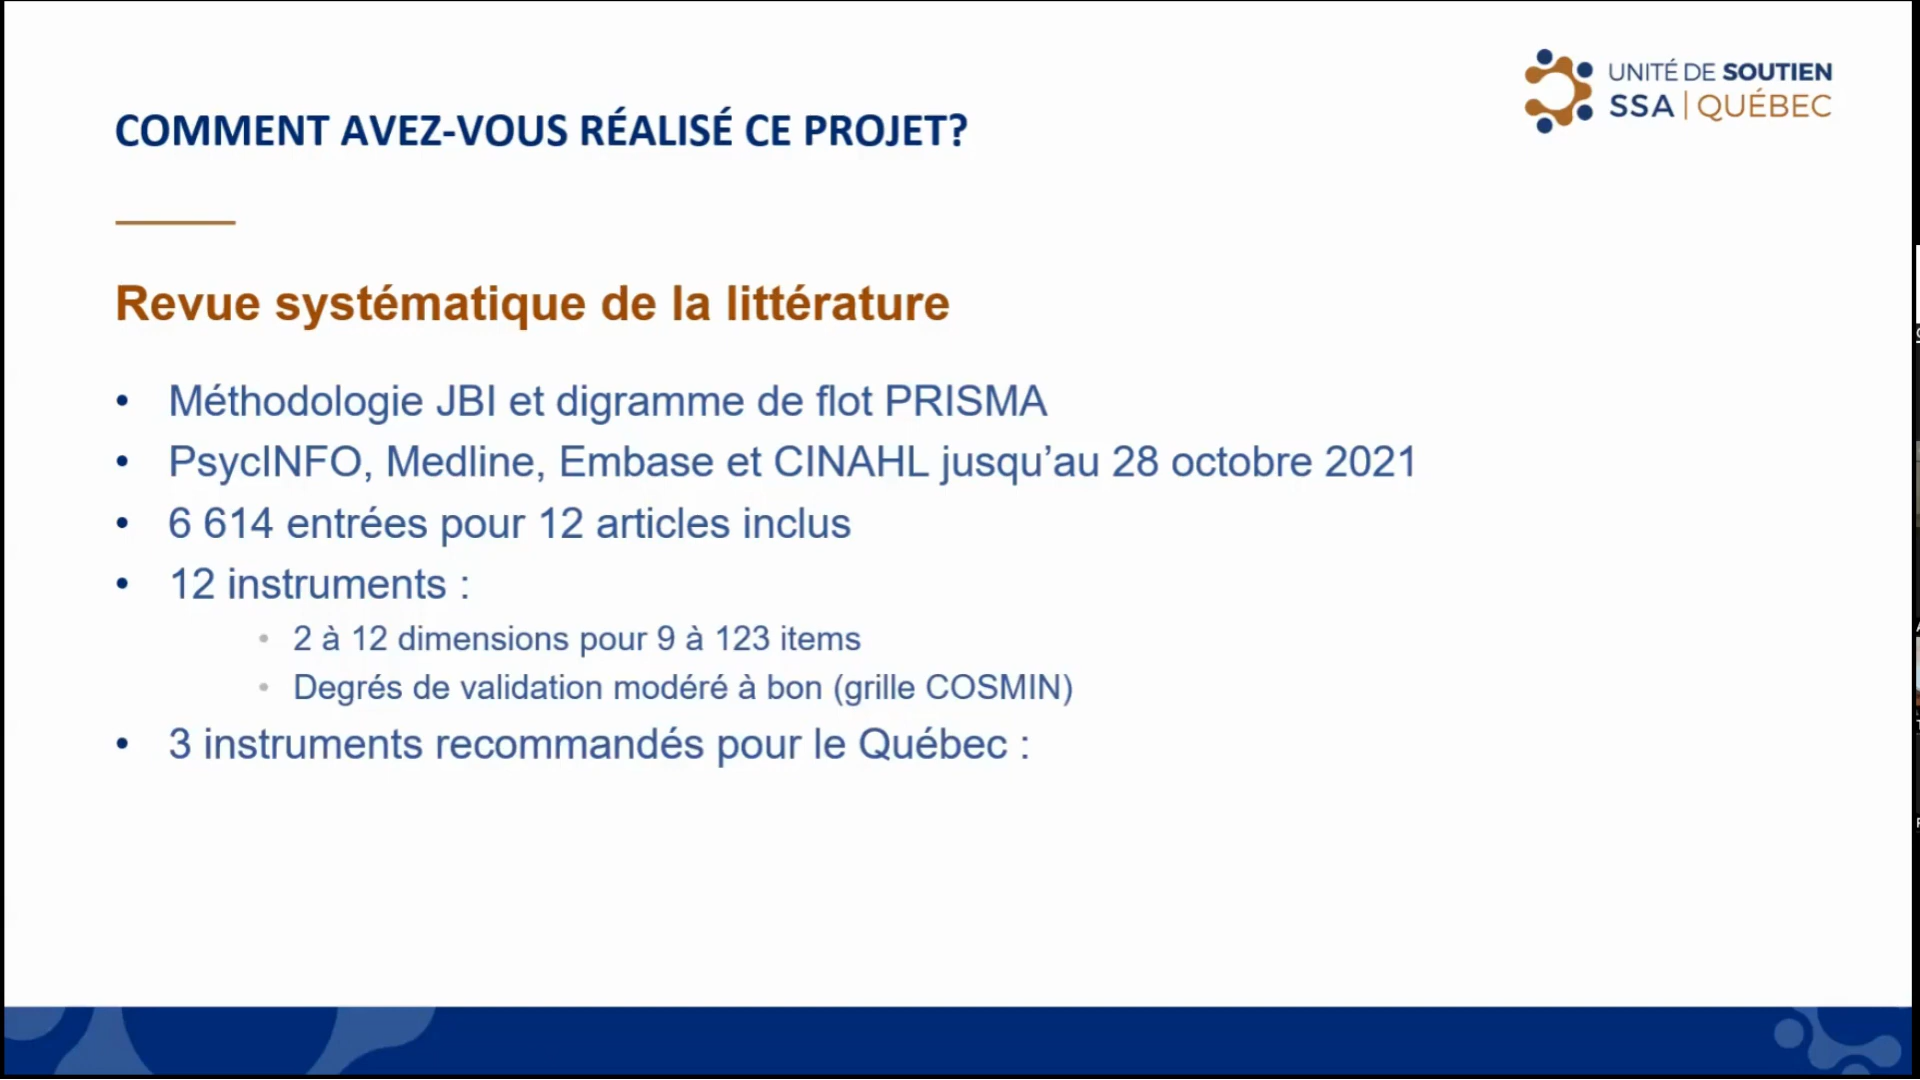 UNITÉ DE SOUTIEN
SSA | QUÉBEC
COMMENT AVEZ-VOUS RÉALISÉ CE PROJET?
Revue systématique de la littérature
• Méthodologie JBI et digramme de flot PRISMA
• PsycINFO, Medline, Embase et CINAHL jusqu’au 28 octobre 2021
• 6 614 entrées pour 12 articles inclus
• 12 instruments :
• 2 à 12 dimensions pour 9 à 123 items
• Degrés de validation modéré à bon (grille COSMIN)
• 3 instruments recommandés pour le Québec :